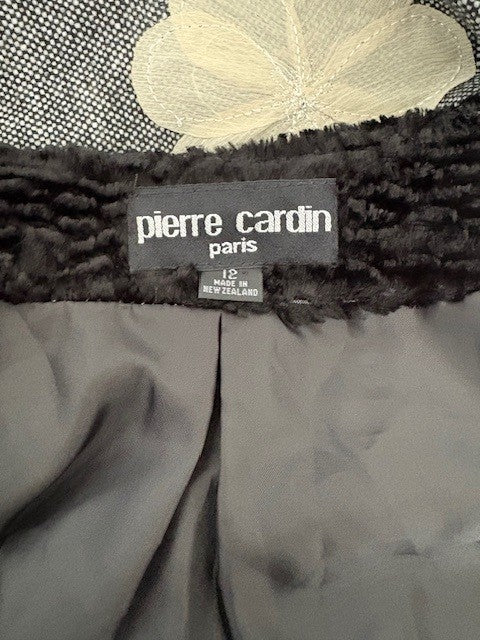 pierre cardin
paris
12
MADE IN
NEW ZEALAND